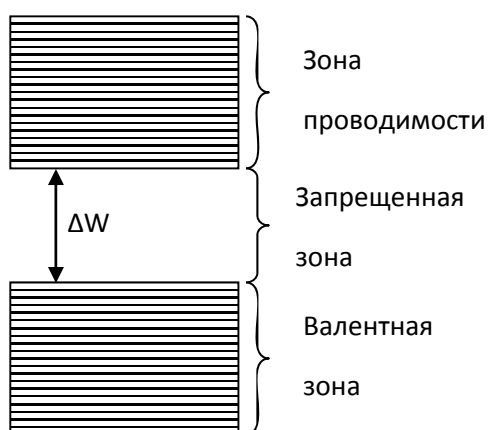 Зона
проводимости
ΔW
Запрещенная
зона
Валентная
зона